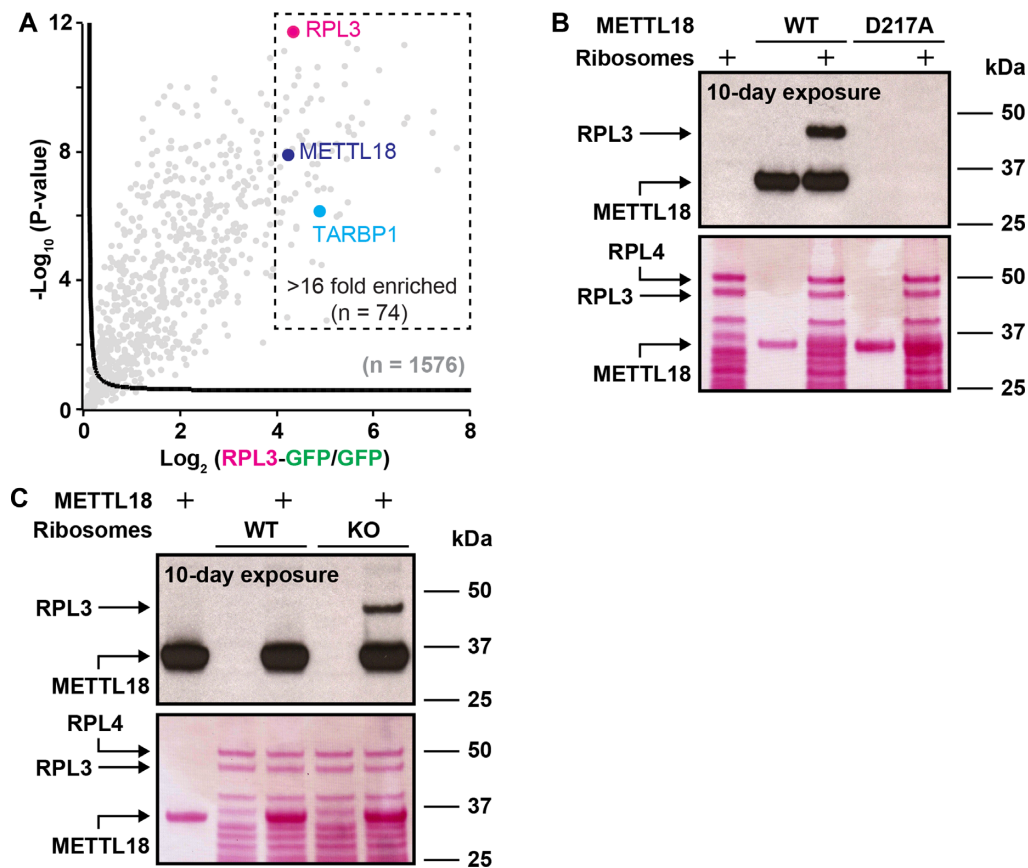 A
12
8
4
0
-Log10 (P-value)
RPL3
METTL18
TARBP1
>16 fold enriched
(n = 74)
(n = 1576)
0 2 4 6 8
Log2 (RPL3-GFP/GFP)
B
METTL18 WT D217A
Ribosomes + + +
kDa
10-day exposure
RPL3
METTL18
50
37
25
RPL4
RPL3
METTL18
50
37
25
C
METTL18 + + +
Ribosomes WT KO
kDa
10-day exposure
RPL3
METTL18
50
37
25
RPL4
RPL3
METTL18
50
37
25